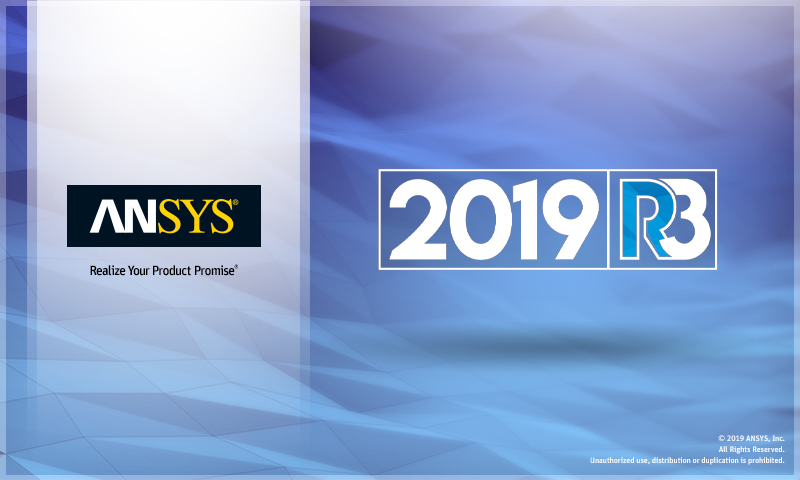 ANSYS®
Realize Your Product Promise®
2019 R3
© 2019 ANSYS, Inc.
All Rights Reserved.
Unauthorized use, distribution or duplication is prohibited.